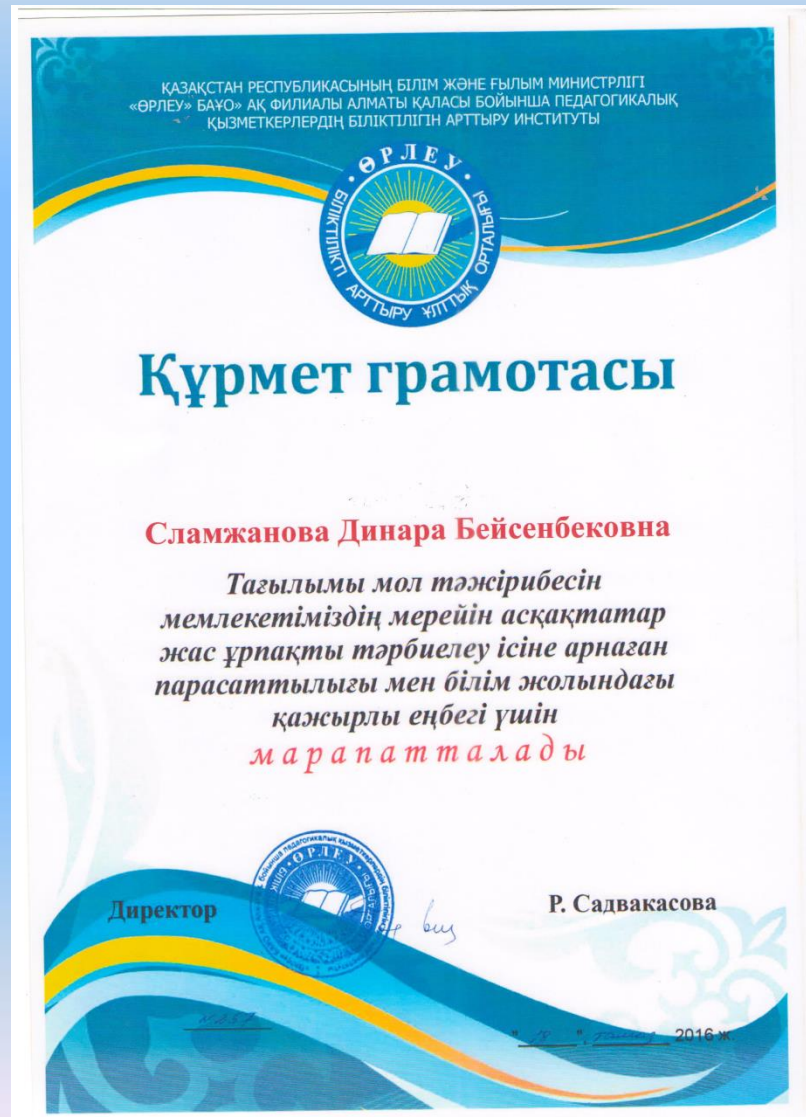 ҚАЗАҚСТАН РЕСПУБЛИКАСЫНЫҢ БІЛІМ ЖӘНЕ ҒЫЛЫМ МИНИСТРЛІГІ
«ӨРЛЕУ» БАҰО» АҚ ФИЛИАЛЫ АЛМАТЫ ҚАЛАСЫ БОЙЫНША ПЕДАГОГИКАЛЫҚ
ҚЫЗМЕТКЕРЛЕРДІҢ БІЛІКТІЛІГІН АРТТЫРУ ИНСТИТУТЫ
• ӨРЛЕУ •
БІЛІКТІЛІКТІ АРТТЫРУ ҰЛТТЫҚ ОРТАЛЫҒЫ
Құрмет грамотасы
Сламжанова Динара Бейсенбековна
Тағылымы мол тәжірибесін
мемлекетіміздің мерейін асқақтатар
жас ұрпақты тәрбиелеу ісіне арнаған
парасаттылығы мен білім жолындағы
қажырлы еңбегі үшін
марапатталады
• ӨРЛЕУ •
Директор
Р. Садвакасова
" 18 " 2016 ж.